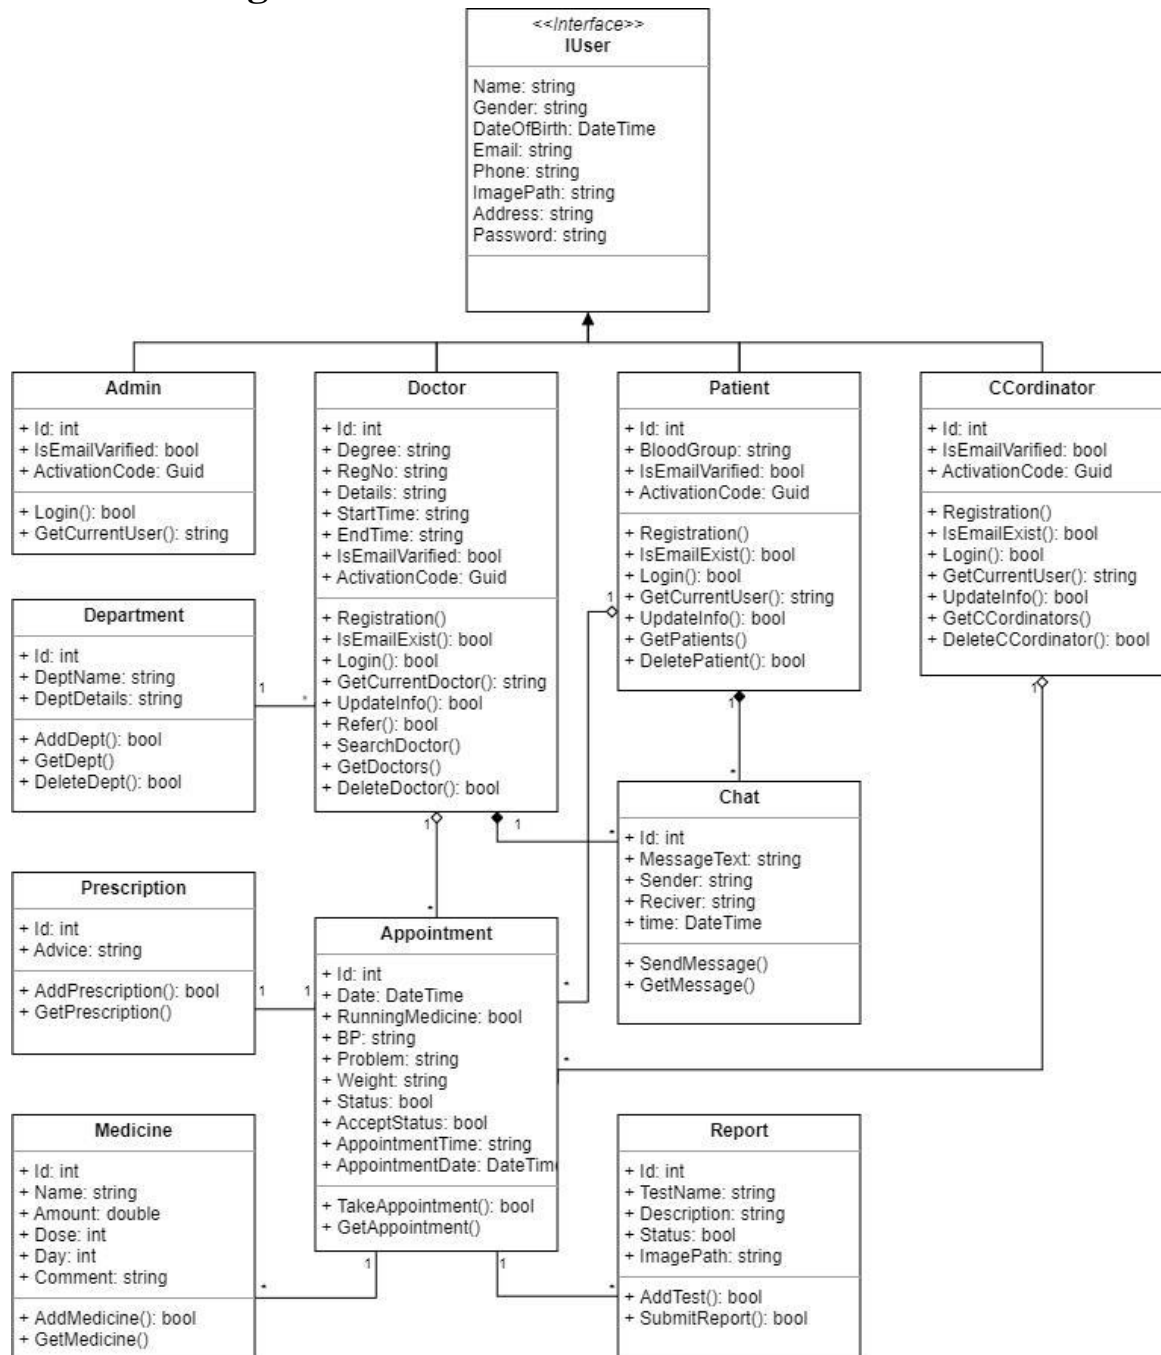 <<Interface>>
IUser
Name: string
Gender: string
DateOfBirth: DateTime
Email: string
Phone: string
ImagePath: string
Address: string
Password: string
Admin
+ Id: int
+ IsEmailVarified: bool
+ ActivationCode: Guid
+ Login(): bool
+ GetCurrentUser(): string
Doctor
+ Id: int
+ Degree: string
+ RegNo: string
+ Details: string
+ StartTime: string
+ EndTime: string
+ IsEmailVarified: bool
+ ActivationCode: Guid
+ Registration()
+ IsEmailExist(): bool
+ Login(): bool
+ GetCurrentDoctor(): string
+ UpdateInfo(): bool
+ Refer(): bool
+ SearchDoctor()
+ GetDoctors()
+ DeleteDoctor(): bool
Patient
+ Id: int
+ BloodGroup: string
+ IsEmailVarified: bool
+ ActivationCode: Guid
+ Registration()
+ IsEmailExist(): bool
+ Login(): bool
+ GetCurrentUser(): string
+ UpdateInfo(): bool
+ GetPatients()
+ DeletePatient(): bool
CCordinator
+ Id: int
+ IsEmailVarified: bool
+ ActivationCode: Guid
+ Registration()
+ IsEmailExist(): bool
+ Login(): bool
+ GetCurrentUser(): string
+ UpdateInfo(): bool
+ GetCCordinators()
+ DeleteCCordinator(): bool
Department
+ Id: int
+ DeptName: string
+ DeptDetails: string
+ AddDept(): bool
+ GetDept()
+ DeleteDept(): bool
1
*
1
1
1
1
1
*
*
*
Chat
+ Id: int
+ MessageText: string
+ Sender: string
+ Reciver: string
+ time: DateTime
+ SendMessage()
+ GetMessage()
Prescription
+ Id: int
+ Advice: string
+ AddPrescription(): bool
+ GetPrescription()
1
1
Appointment
+ Id: int
+ Date: DateTime
+ RunningMedicine: bool
+ BP: string
+ Problem: string
+ Weight: string
+ Status: bool
+ AcceptStatus: bool
+ AppointmentTime: string
+ AppointmentDate: DateTim
+ TakeAppointment(): bool
+ GetAppointment()
*
*
Medicine
+ Id: int
+ Name: string
+ Amount: double
+ Dose: int
+ Day: int
+ Comment: string
+ AddMedicine(): bool
+ GetMedicine()
*
1
1
*
Report
+ Id: int
+ TestName: string
+ Description: string
+ Status: bool
+ ImagePath: string
+ AddTest(): bool
+ SubmitReport(): bool